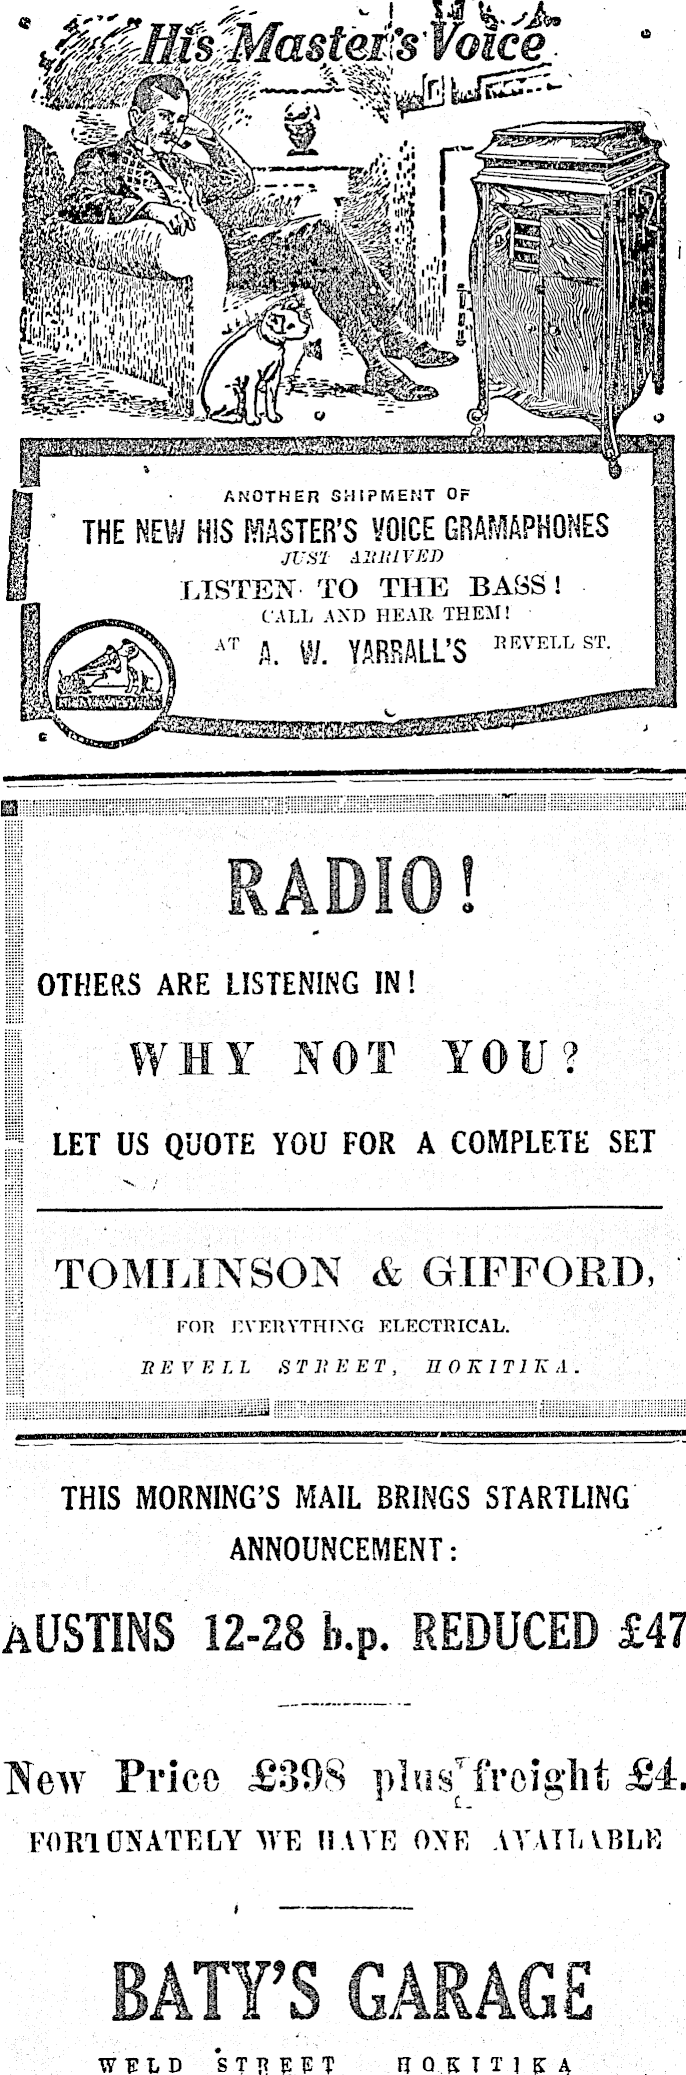 His Master's Voice
ANOTHER SHIPMENT OF
THE NEW HIS MASTER'S VOICE GRAMAPHONES
JUST ARRIVED
LISTEN TO THE BASS!
CALL AND HEAR THEM!
AT A. W. YARRALL'S REVELL ST.
RADIO!
OTHERS ARE LISTENING IN!
WHY NOT YOU?
LET US QUOTE YOU FOR A COMPLETE SET
TOMLINSON & GIFFORD,
FOR EVERYTHING ELECTRICAL.
REVELL STREET, HOKITIKA.
THIS MORNING'S MAIL BRINGS STARTLING
ANNOUNCEMENT:
AUSTINS 12-28 h.p. REDUCED £47
New Price £398 plus freight £4.
FORTUNATELY WE HAVE ONE AVAILABLE
BATY'S GARAGE
WELD STREET HOKITIKA